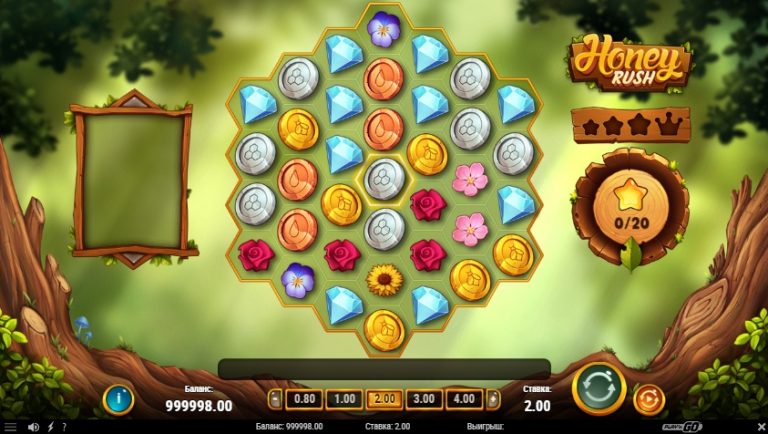 Honey
RUSH
0/20
Баланс:
999998.00
0.80
1.00
2.00
3.00
4.00
Ставка:
2.00
Баланс: 999998.00
Ставка: 2.00
Выигрыш:
PLAY'N GO